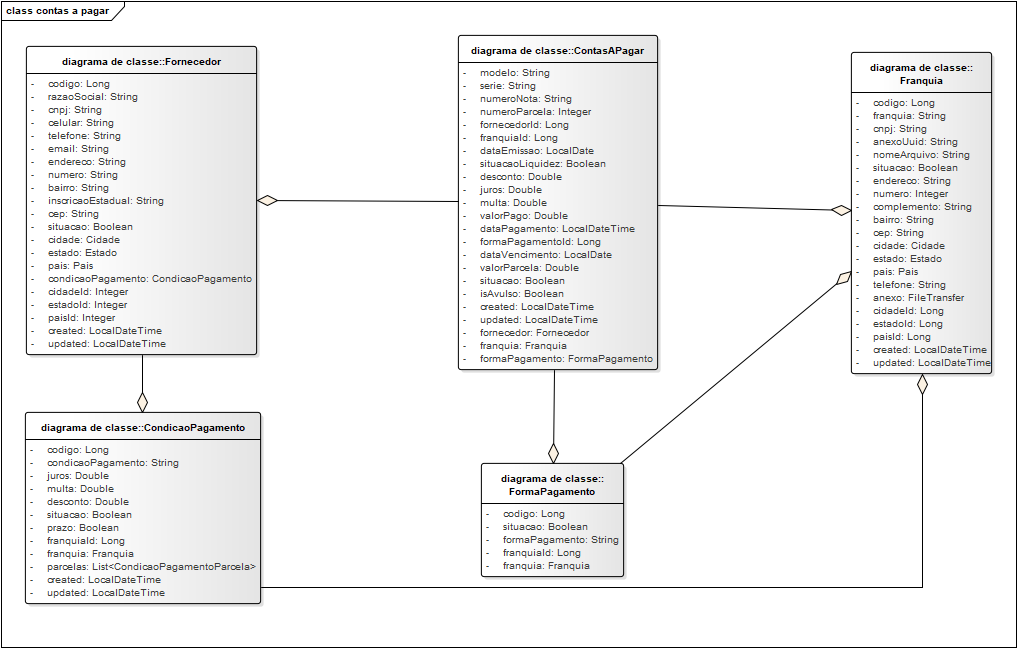 class contas a pagar
diagrama de classe::Fornecedor
- codigo: Long
- razaoSocial: String
- cnpj: String
- celular: String
- telefone: String
- email: String
- endereco: String
- numero: String
- bairro: String
- inscricaoEstadual: String
- cep: String
- situacao: Boolean
- cidade: Cidade
- estado: Estado
- pais: Pais
- condicaoPagamento: CondicaoPagamento
- cidadeId: Integer
- estadoId: Integer
- paisId: Integer
- created: LocalDateTime
- updated: LocalDateTime
diagrama de classe::ContasAPagar
- modelo: String
- serie: String
- numeroNota: String
- numeroParcela: Integer
- fornecedorId: Long
- franquiaId: Long
- dataEmissao: LocalDate
- situacaoLiquidez: Boolean
- desconto: Double
- juros: Double
- multa: Double
- valorPago: Double
- dataPagamento: LocalDateTime
- formaPagamentoId: Long
- dataVencimento: LocalDate
- valorParcela: Double
- situacao: Boolean
- isAvulso: Boolean
- created: LocalDateTime
- updated: LocalDateTime
- fornecedor: Fornecedor
- franquia: Franquia
- formaPagamento: FormaPagamento
diagrama de classe::
Franquia
- codigo: Long
- franquia: String
- cnpj: String
- anexoUuid: String
- nomeArquivo: String
- situacao: Boolean
- endereco: String
- numero: Integer
- complemento: String
- bairro: String
- cep: String
- cidade: Cidade
- estado: Estado
- pais: Pais
- telefone: String
- anexo: FileTransfer
- cidadeId: Long
- estadoId: Long
- paisId: Long
- created: LocalDateTime
- updated: LocalDateTime
diagrama de classe::CondicaoPagamento
- codigo: Long
- condicaoPagamento: String
- juros: Double
- multa: Double
- desconto: Double
- situacao: Boolean
- prazo: Boolean
- franquiaId: Long
- franquia: Franquia
- parcelas: List<CondicaoPagamentoParcela>
- created: LocalDateTime
- updated: LocalDateTime
diagrama de classe::
FormaPagamento
- codigo: Long
- situacao: Boolean
- formaPagamento: String
- franquiaId: Long
- franquia: Franquia